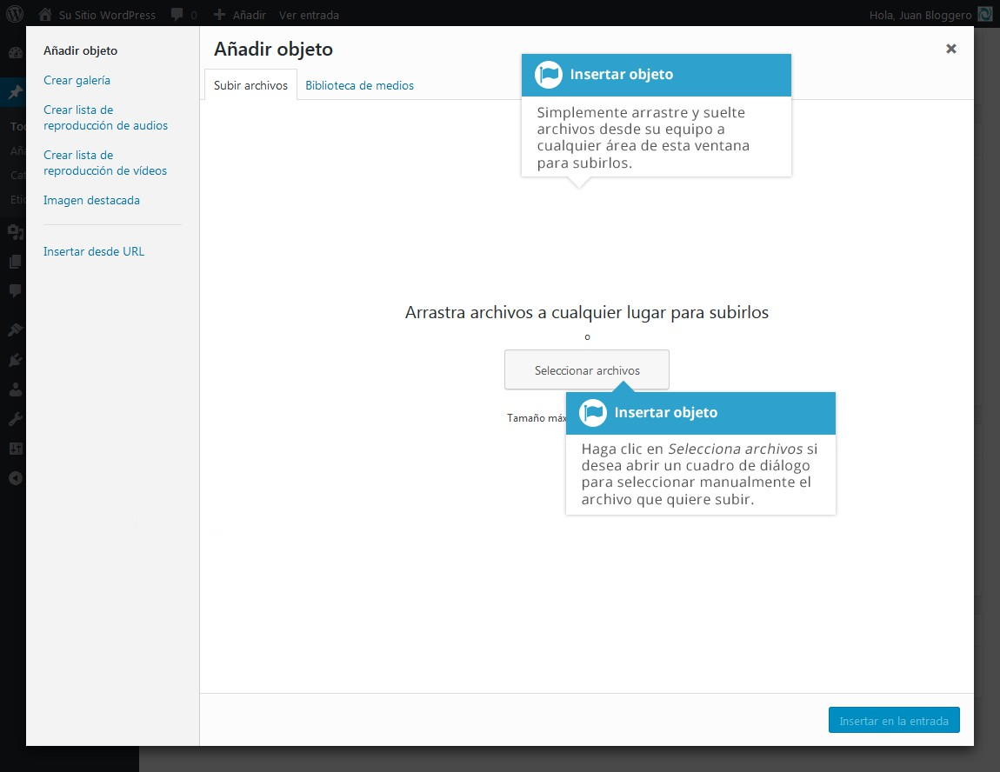 Su Sitio WordPress 0 Añadir Ver entrada Hola, Juan Bloggero
Añadir objeto
Crear galería
Crear lista de
reproducción de audios
Crear lista de
reproducción de vídeos
Imagen destacada
Insertar desde URL
Añadir objeto
Subir archivos Biblioteca de medios
Insertar objeto
Simplemente arrastre y suelte
archivos desde su equipo a
cualquier área de esta ventana
para subirlos.
Arrastra archivos a cualquier lugar para subirlos
o
Seleccionar archivos
Tamaño
Insertar objeto
Haga clic en Selecciona archivos si
desea abrir un cuadro de diálogo
para seleccionar manualmente el
archivo que quiere subir.
Insertar en la entrada